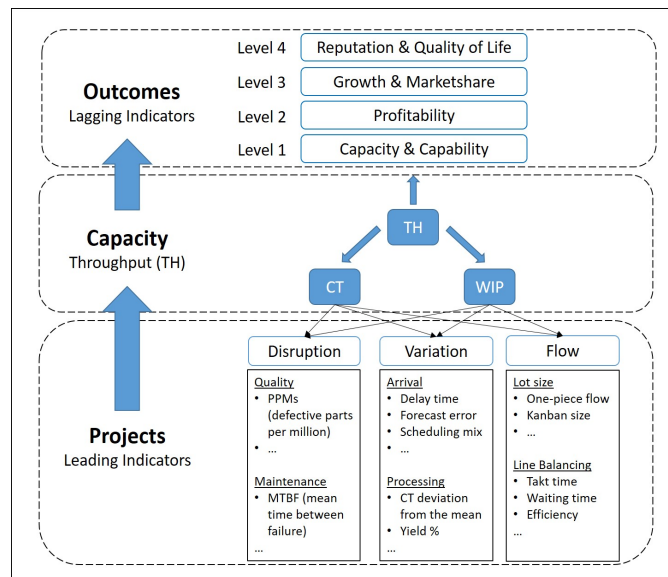 Outcomes
Lagging Indicators
Level 4 Reputation & Quality of Life
Level 3 Growth & Marketshare
Level 2 Profitability
Level 1 Capacity & Capability
Capacity
Throughput (TH)
TH
CT WIP
Projects
Leading Indicators
Disruption
Quality
• PPMs
(defective parts
per million)
• ...
Maintenance
• MTBF (mean
time between
failure)
...
Variation
Arrival
• Delay time
• Forecast error
• Scheduling mix
• ...
Processing
• CT deviation
from the mean
• Yield %
...
Flow
Lot size
• One-piece flow
• Kanban size
• ...
Line Balancing
• Takt time
• Waiting time
• Efficiency
...